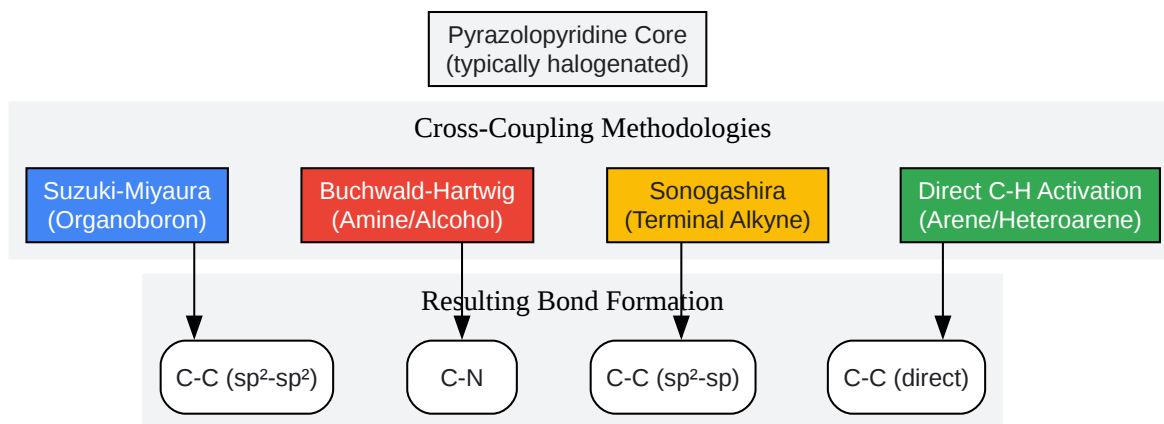 Pyrazolopyridine Core
(typically halogenated)
Cross-Coupling Methodologies
Suzuki-Miyaura
(Organoboron)
Buchwald-Hartwig
(Amine/Alcohol)
Sonogashira
(Terminal Alkyne)
Direct C-H Activation
(Arene/Heteroarene)
Resulting Bond Formation
C-C (sp²-sp²)
C-N
C-C (sp²-sp)
C-C (direct)